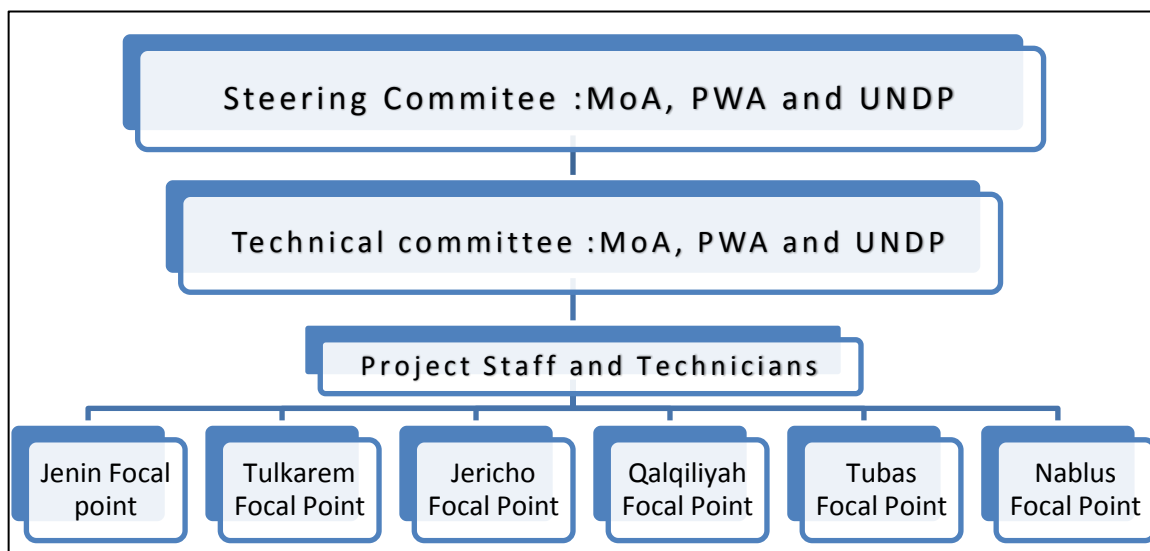 Steering Commitee :MoA, PWA and UNDP
Technical committee :MoA, PWA and UNDP
Project Staff and Technicians
Jenin Focal
point
Tulkarem
Focal Point
Jericho
Focal Point
Qalqiliyah
Focal Point
Tubas
Focal Point
Nablus
Focal Point